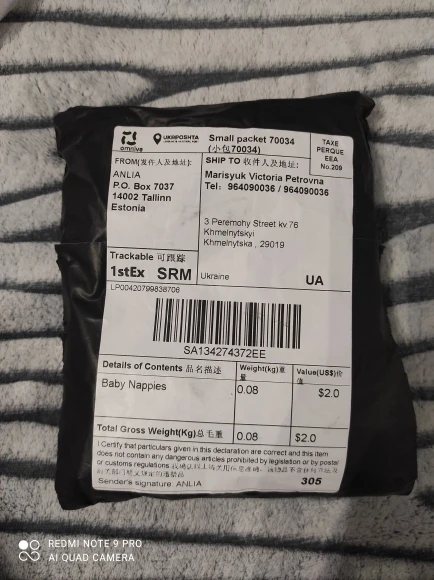 omniva
UKRPOSHTA
Small packet 70034
(小包70034)
TAXE
PERQUE
EEA
No.209
FROM(发件人及地址):
ANLIA
P.O. Box 7037
14002 Tallinn
Estonia
SHIP TO 收件人及地址:
Marisyuk Victoria Petrovna
Tel: 964090036 / 964090036
3 Peremohy Street kv 76
Khmelnytskyi
Khmelnytska , 29019
Trackable 可跟踪
1stEx SRM
Ukraine
UA
LP00420799838706
SA134274372EE
Details of Contents 品名描述
Weight(kg)重量
Value(US$)价值
Baby Nappies
0.08
$2.0
Total Gross Weight(Kg)总毛重
0.08
$2.0
I Certify that particulars given in this declaration are correct and this item
does not contain any dangerous articles prohibited by legislation or by postal
or customs regulations
Sender's signature ANLIA
305
REDMI NOTE 9 PRO
AI QUAD CAMERA